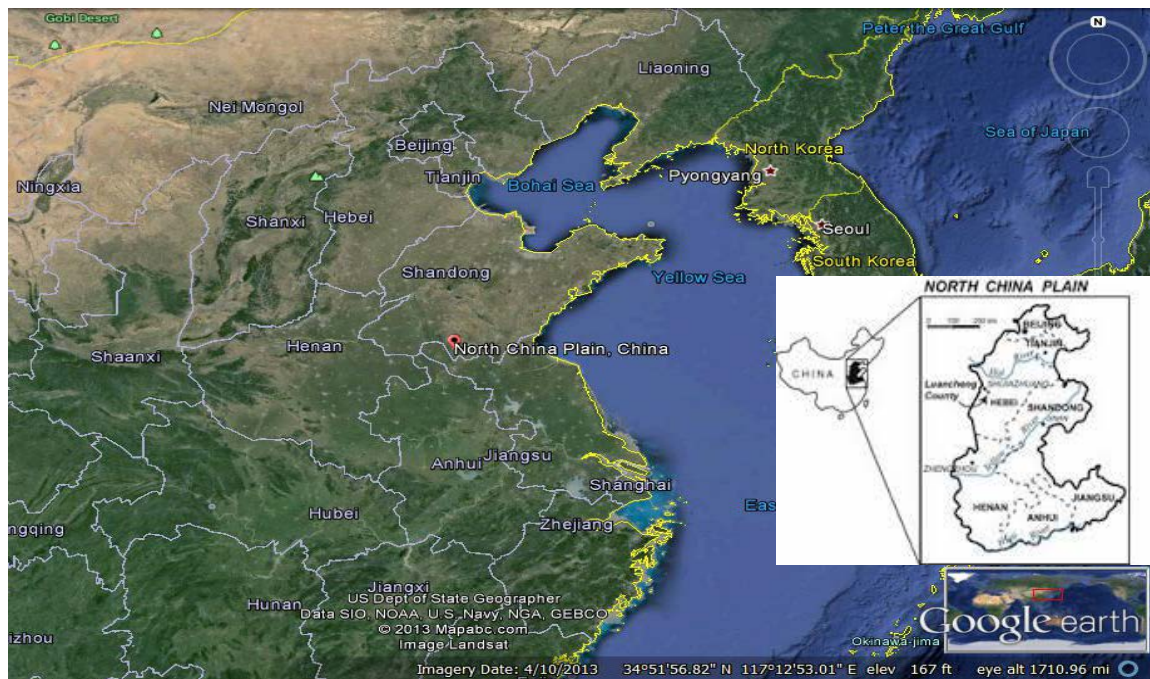 Gobi Desert
Peter the Great Gulf
Liaoning
Nei Mongol
N
Sea of Japan
Beijing
North Korea
Ningxia
Tianjin
Bohai Sea
Pyongyang
Shanxi
Hebei
Seoul
Shandong
Yellow Sea
South Korea
NORTH CHINA PLAIN
BEIJING
TIANJIN
CHINA
Luancheng
County
HEBEI
SHANDONG
HENAN
JIANGSU
ANHUI
Shaanxi
Henan
North China Plain, China
Anhui
Jiangsu
Shanghai
Eas
Hubei
Zhejiang
ngqing
Jiangxi
Hunan
izhou
US Dept of State Geographer
Data SIO, NOAA, U.S. Navy, NGA, GEBCO
© 2013 Mapabc.com
Image Landsat
Google earth
Okinawa-jima
Imagery Date: 4/10/2013 34°51'56.82" N 117°12'53.01" E elev 167 ft eye alt 1710.96 mi